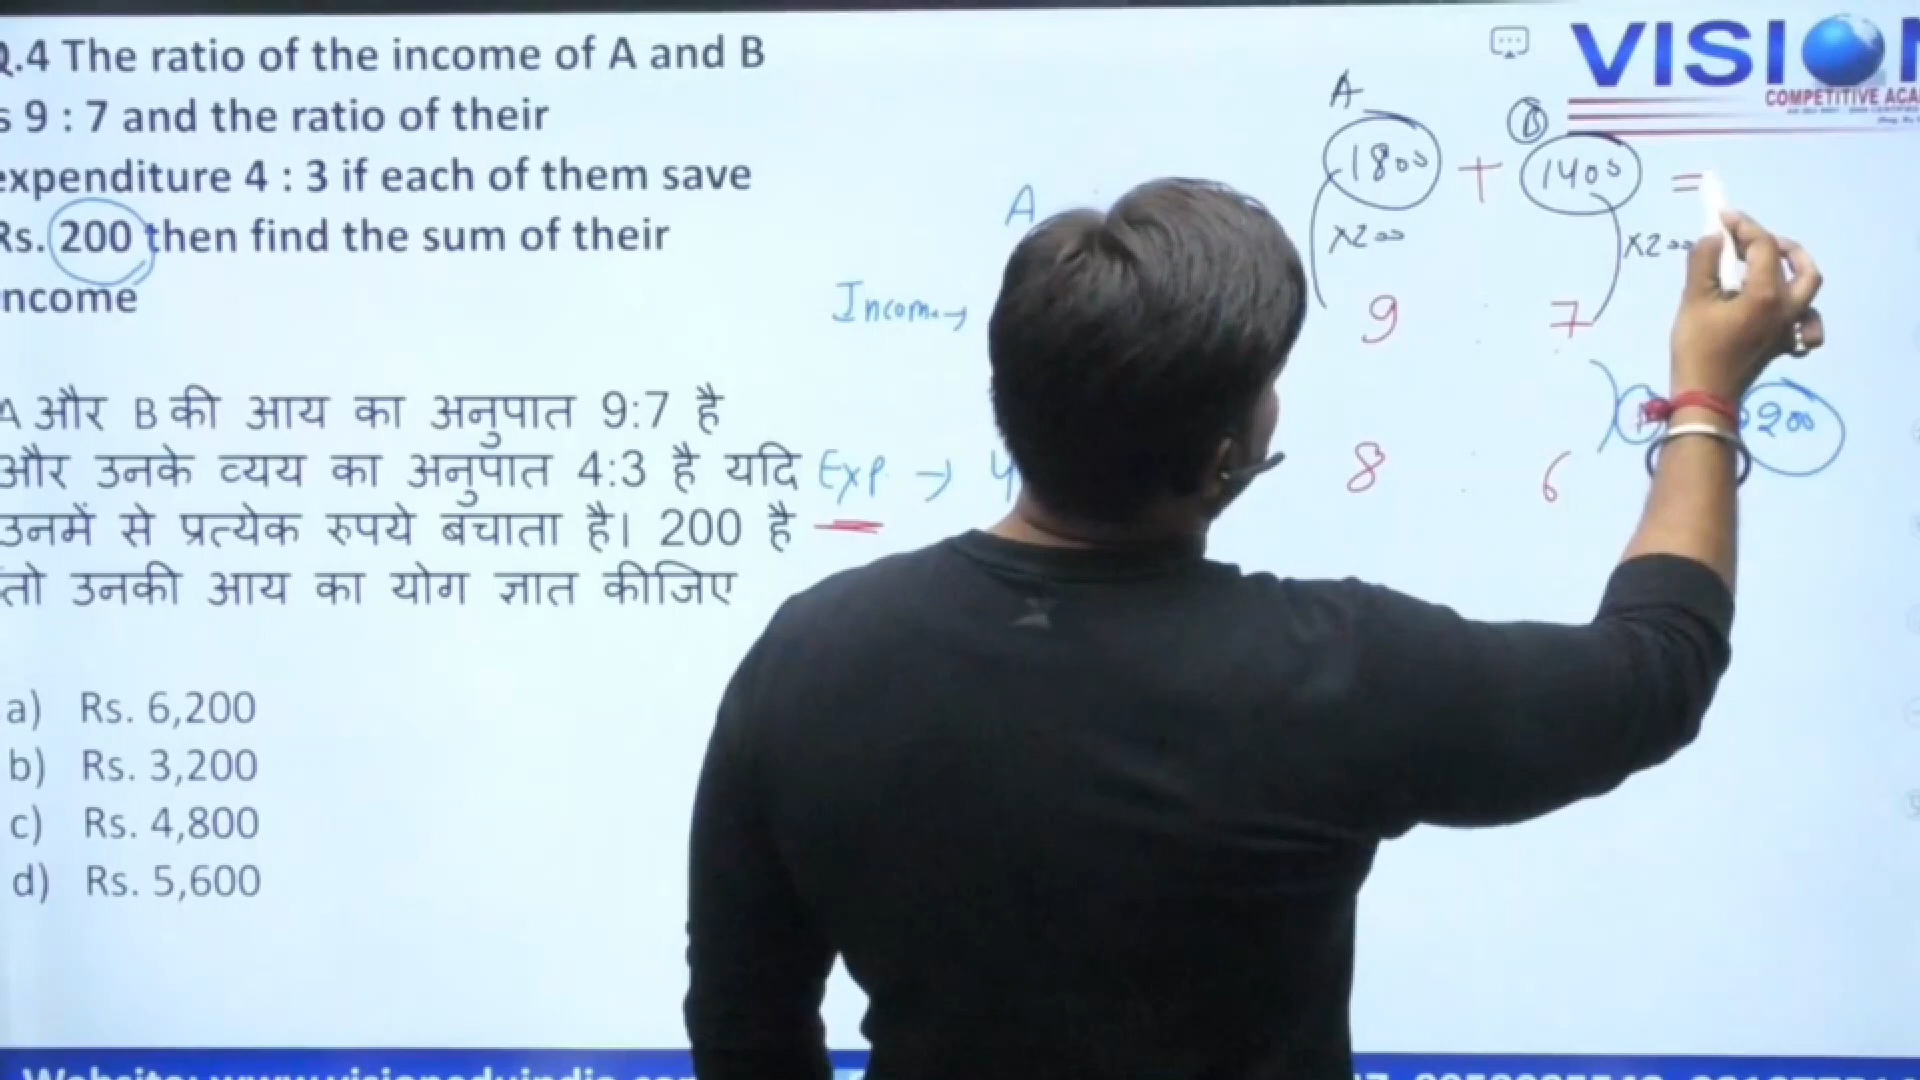 Q.4 The ratio of the income of A and B
s 9 : 7 and the ratio of their
expenditure 4 : 3 if each of them save
Rs. 200 then find the sum of their
ncome
A और B की आय का अनुपात 9:7 है
और उनके व्यय का अनुपात 4:3 है यदि
उनमें से प्रत्येक रुपये बचाता है। 200 है
तो उनकी आय का योग ज्ञात कीजिए
a) Rs. 6,200
b) Rs. 3,200
c) Rs. 4,800
d) Rs. 5,600
VISION
COMPETITIVE ACA
A B
1800 + 1400 =
×200 ×200
A
Income→ 9 : 7
200
Exp. → 4 8 : 6